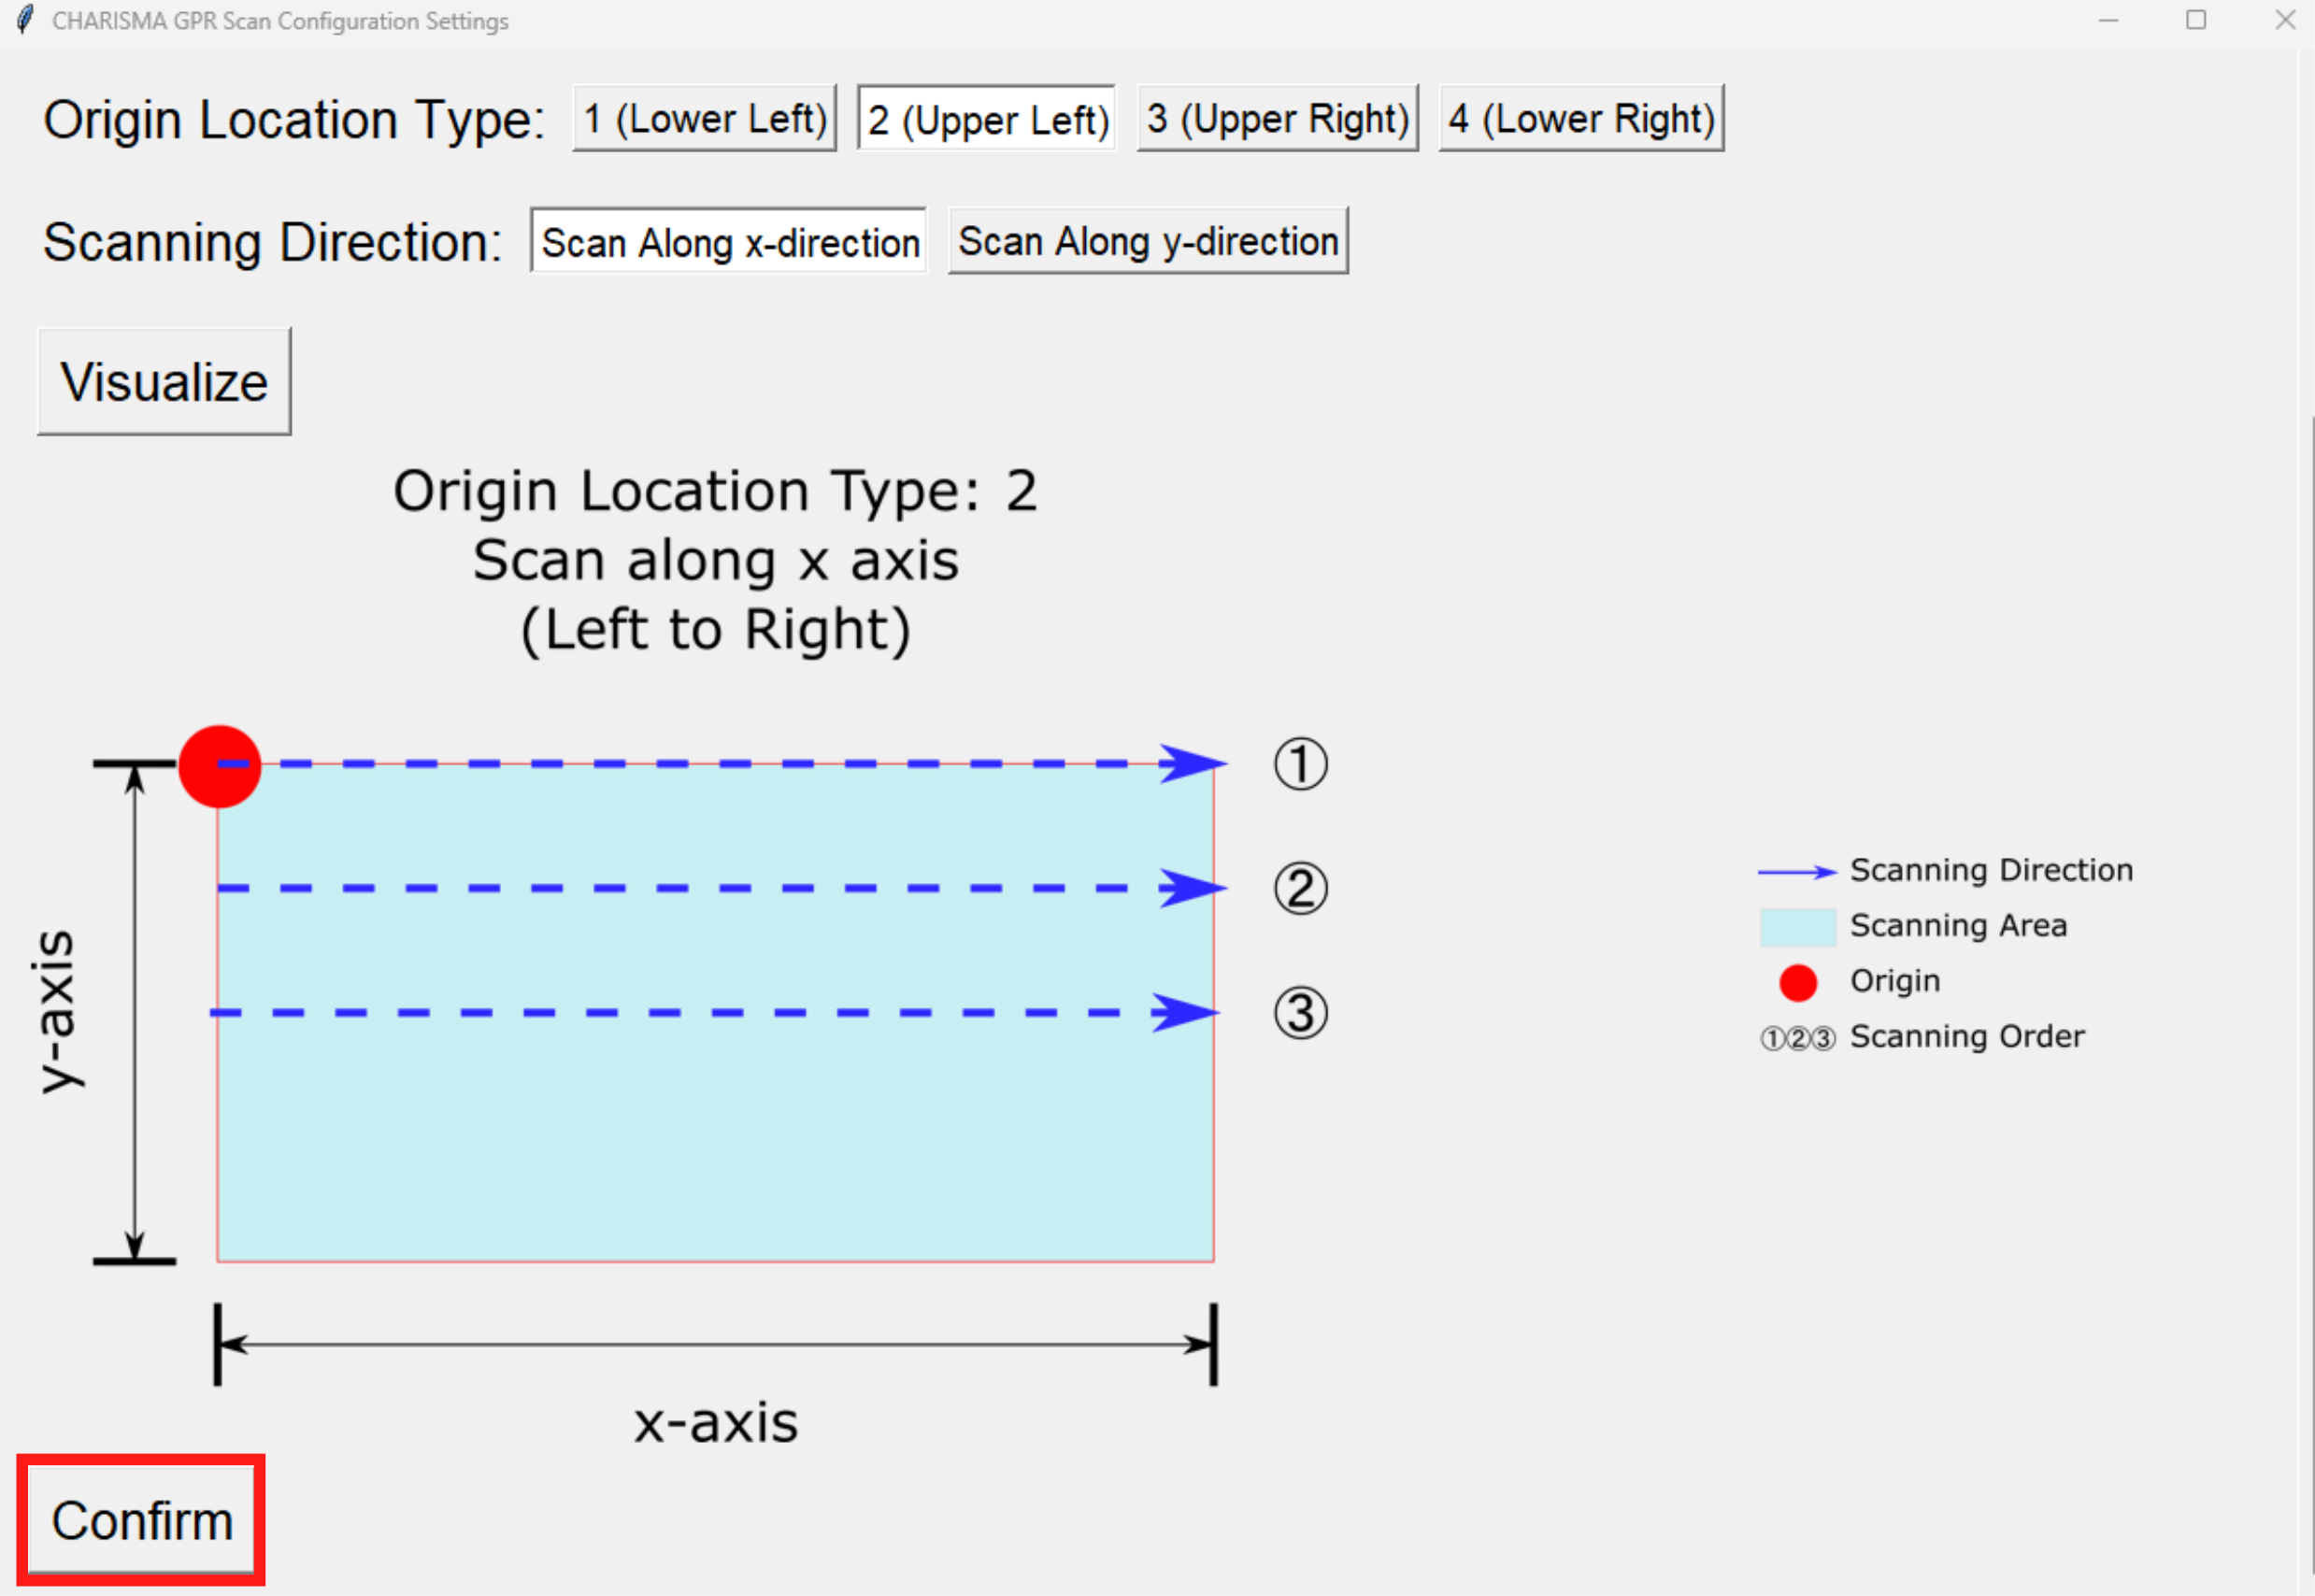 CHARISMA GPR Scan Configuration Settings
Origin Location Type: 1 (Lower Left) 2 (Upper Left) 3 (Upper Right) 4 (Lower Right)
Scanning Direction: Scan Along x-direction Scan Along y-direction
Visualize
Origin Location Type: 2
Scan along x axis
(Left to Right)
①
②
③
y-axis
x-axis
Scanning Direction
Scanning Area
Origin
①②③ Scanning Order
Confirm